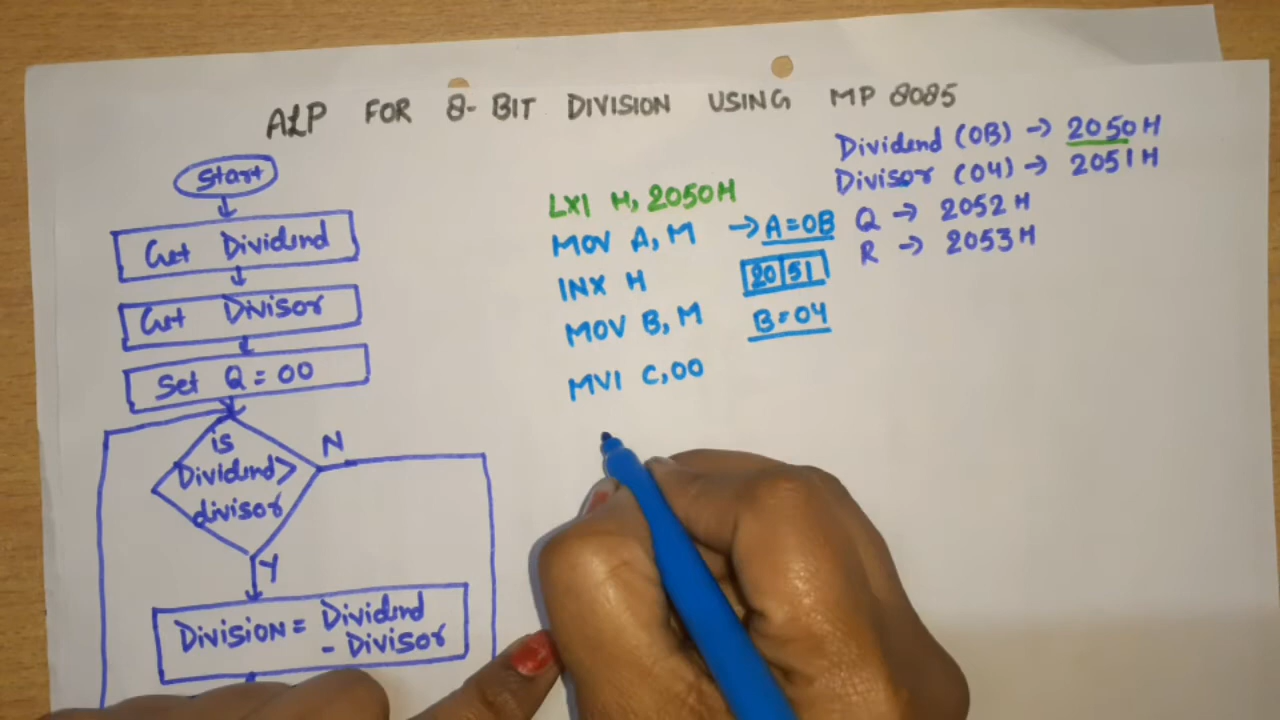 ALP FOR 8-BIT DIVISION USING MP 8085
Start
Get Dividend
Get Divisor
Set Q = 00
is
Dividend>
divisor
N
Y
DIVISION = Dividend
- Divisor
LXI H, 2050H
MOV A, M → A=0B
INX H 20 51
MOV B, M B=04
MVI C,00
Dividend (0B) → 2050H
Divisor (04) → 2051H
Q → 2052H
R → 2053H